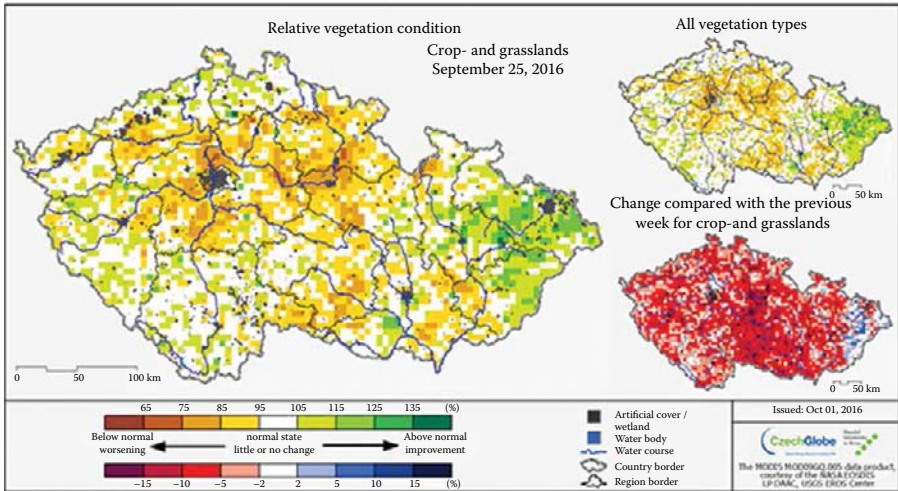 Relative vegetation condition
Crop- and grasslands
September 25, 2016
All vegetation types
0 50 km
Change compared with the previous
week for crop-and grasslands
0 50 km
0 50 100 km
65 75 85 95 105 115 125 135 (%)
Below normal
worsening
normal state
little or no change
Above normal
improvement
−15 −10 −5 −2 2 5 10 15 (%)
Artificial cover /
wetland
Water body
Water course
Country border
Region border
Issued: Oct 01, 2016
CzechGlobe
The MODIS MOD09GQ.005 data product,
courtesy of the NASA EOSDIS
LP DAAC, USGS EROS Center